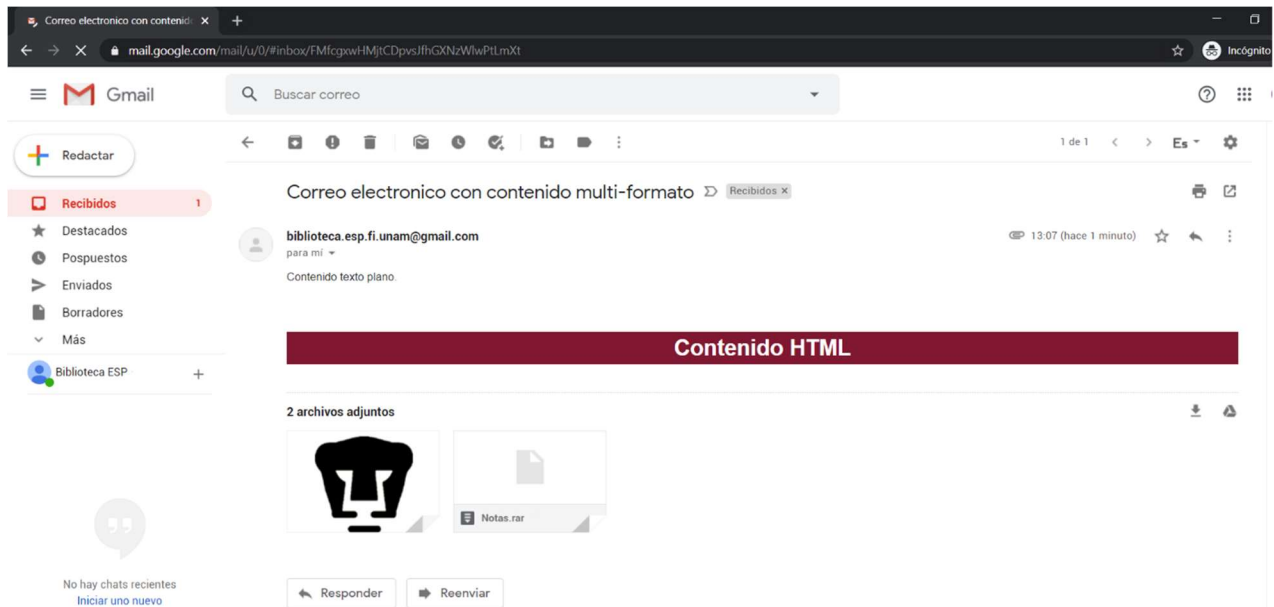 Correo electronico con contenid
mail.google.com/mail/u/0/#inbox/FMfcgxwHMjtCDpvsJfhGXNzWlwPtLmXt
Incógnito
Gmail
Buscar correo
Redactar
1 de 1
Es
Correo electronico con contenido multi-formato
Recibidos x
Recibidos 1
Destacados
biblioteca.esp.fi.unam@gmail.com
13:07 (hace 1 minuto)
para mí
Pospuestos
Contenido texto plano.
Enviados
Borradores
Más
Contenido HTML
Biblioteca ESP
2 archivos adjuntos
Notas.rar
No hay chats recientes
Iniciar uno nuevo
Responder
Reenviar